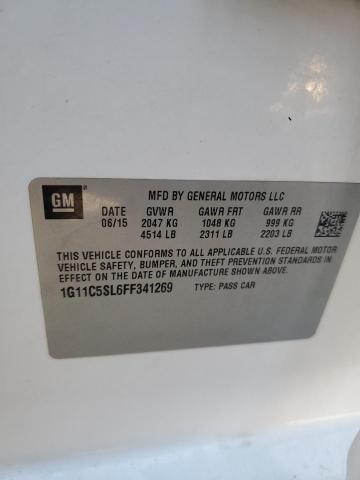 GM
MFD BY GENERAL MOTORS LLC
DATE GVWR GAWR FRT GAWR RR
06/15 2047 KG 1048 KG 999 KG
4514 LB 2311 LB 2203 LB
THIS VEHICLE CONFORMS TO ALL APPLICABLE U.S. FEDERAL MOTOR
VEHICLE SAFETY, BUMPER, AND THEFT PREVENTION STANDARDS IN
EFFECT ON THE DATE OF MANUFACTURE SHOWN ABOVE.
1G11C5SL6FF341269 TYPE: PASS CAR